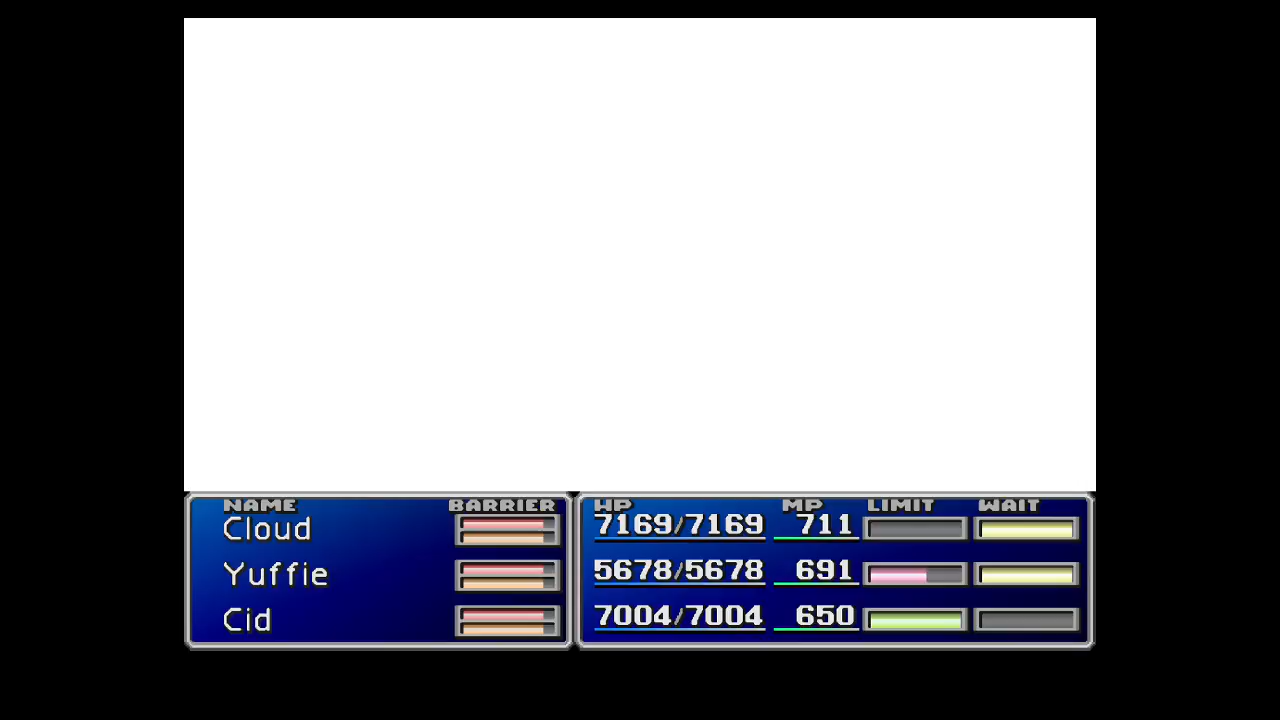 NAME BARRIER HP MP LIMIT WAIT
Cloud 7169/7169 711
Yuffie 5678/5678 691
Cid 7004/7004 650